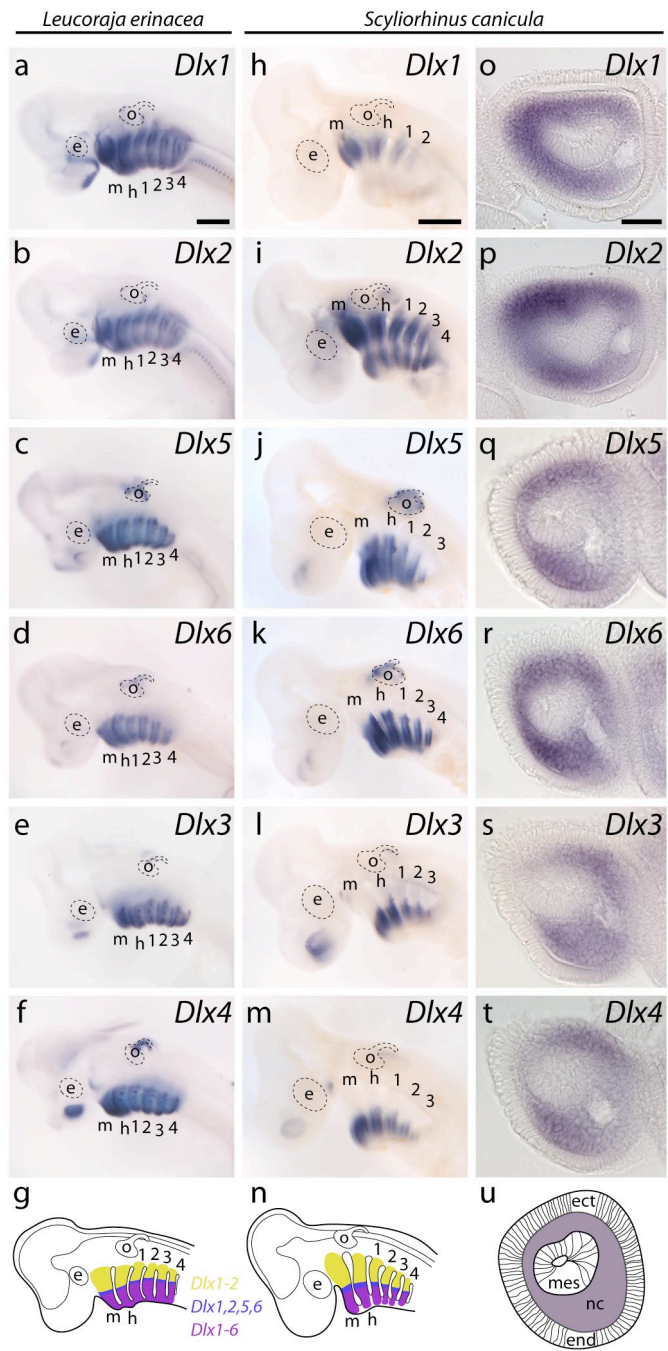 Leucoraja erinacea
Scyliorhinus canicula
a
Dlx1
o
e
m h 1 2 3 4
h
Dlx1
m
o
h
1
2
e
o
Dlx1
b
Dlx2
o
e
m h 1 2 3 4
i
Dlx2
m
o
h
1
2
3
4
e
p
Dlx2
c
Dlx5
o
e
m h 1 2 3 4
j
Dlx5
o
e
m
h
1
2
3
q
Dlx5
d
Dlx6
o
e
m h 1 2 3 4
k
Dlx6
o
e
m
h
1
2
3
4
r
Dlx6
e
Dlx3
o
e
m h 1 2 3 4
l
Dlx3
o
e
m
h
1
2
3
s
Dlx3
f
Dlx4
o
e
m h 1 2 3 4
m
Dlx4
o
e
m
h
1
2
3
t
Dlx4
g
o
1
2
3
4
e
m h
Dlx1-2
Dlx1,2,5,6
Dlx1-6
n
o
1
2
3
4
e
m h
u
ect
mes
nc
end